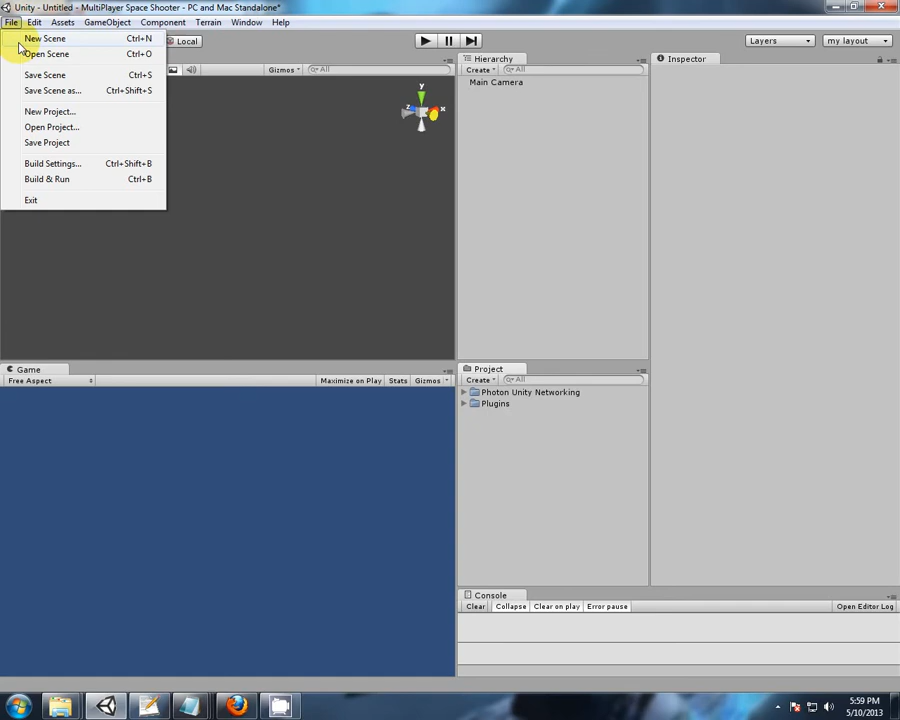 Unity - Untitled - MultiPlayer Space Shooter - PC and Mac Standalone*
File Edit Assets GameObject Component Terrain Window Help
New Scene Ctrl+N
Open Scene Ctrl+O
Save Scene Ctrl+S
Save Scene as... Ctrl+Shift+S
New Project...
Open Project...
Save Project
Build Settings... Ctrl+Shift+B
Build & Run Ctrl+B
Exit
Local
Layers
my layout
Gizmos
All
y
z
x
Hierarchy
Create
All
Main Camera
Inspector
Game
Free Aspect
Maximize on Play
Stats
Gizmos
Project
Create
All
Photon Unity Networking
Plugins
Console
Clear
Collapse
Clear on play
Error pause
Open Editor Log
5:59 PM
5/10/2013